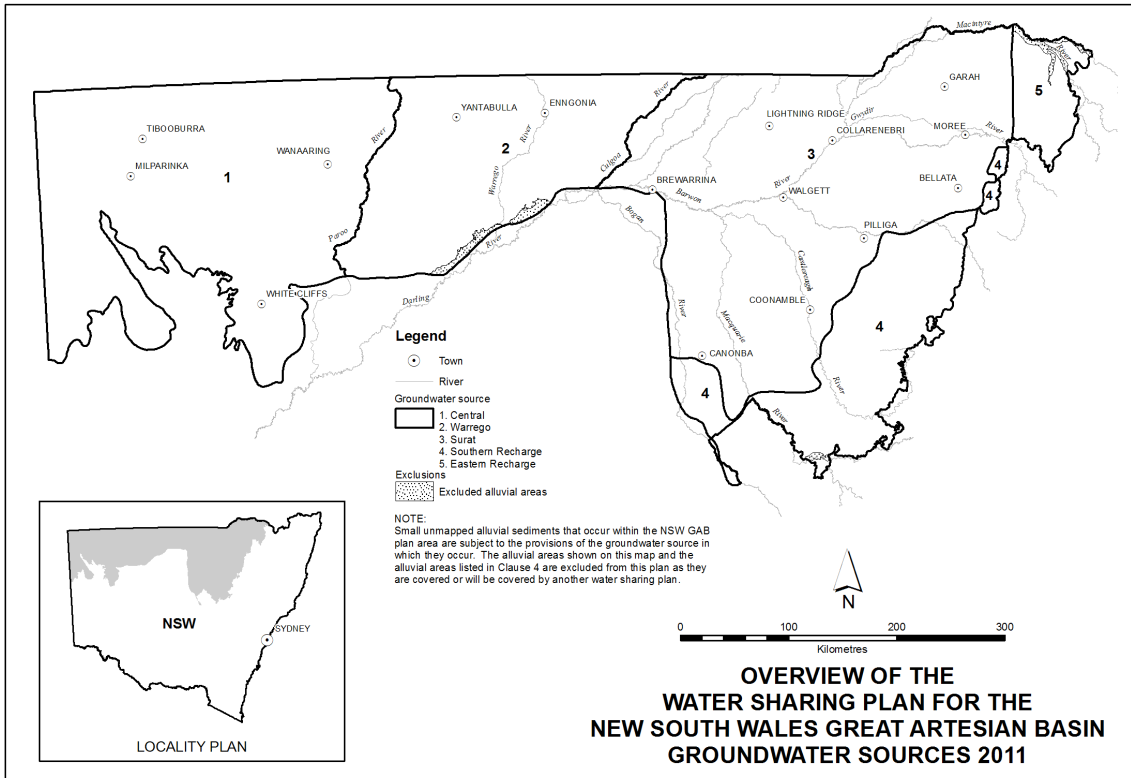 Macintyre
River
GARAH
5
River
YANTABULLA
ENNGONIA
LIGHTNING RIDGE
Gwydir
TIBOOBURRA
River
COLLARENEBRI
MOREE
River
WANAARING
River
2
3
4
MILPARINKA
1
Culgoa
BELLATA
Warrego
BREWARRINA
Barwon
River
WALGETT
4
Paroo
River
Bogan
PILLIGA
WHITE CLIFFS
Darling
Castlereagh
COONAMBLE
River
Macquarie
4
CANONBA
River
4
River
Legend
Town
River
Groundwater source
1. Central
2. Warrego
3. Surat
4. Southern Recharge
5. Eastern Recharge
Exclusions
Excluded alluvial areas
NOTE:
Small unmapped alluvial sediments that occur within the NSW GAB
plan area are subject to the provisions of the groundwater source in
which they occur. The alluvial areas shown on this map and the
alluvial areas listed in Clause 4 are excluded from this plan as they
are covered or will be covered by another water sharing plan.
NSW
SYDNEY
LOCALITY PLAN
N
0 100 200 300
Kilometres
OVERVIEW OF THE
WATER SHARING PLAN FOR THE
NEW SOUTH WALES GREAT ARTESIAN BASIN
GROUNDWATER SOURCES 2011